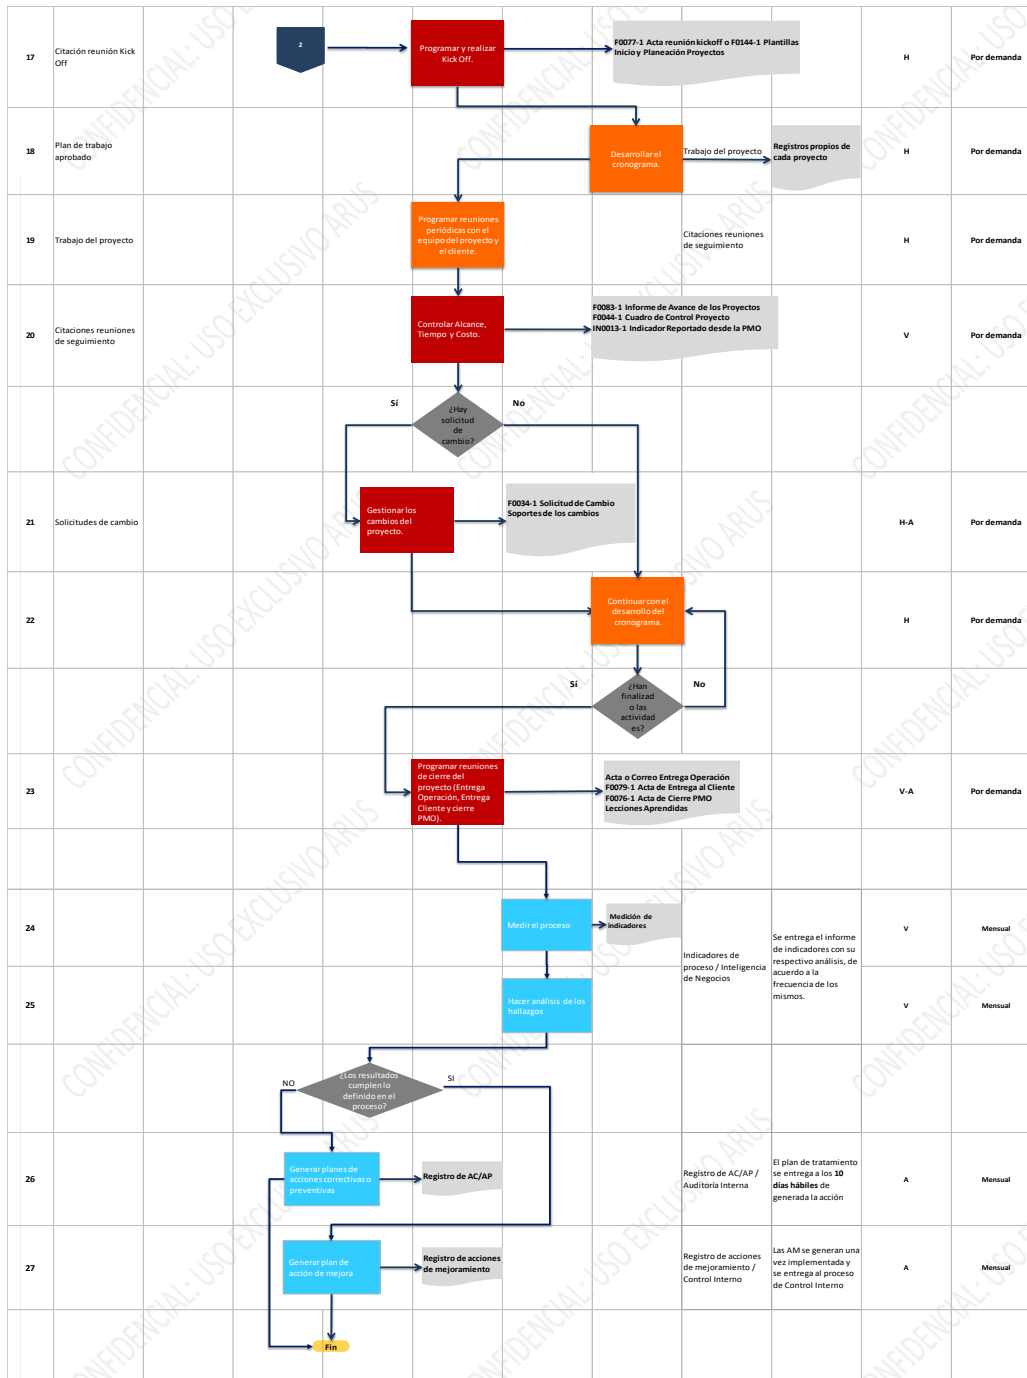 17
Citación reunión Kick
Off
2
Programar y realizar
Kick Off.
F0077-1 Acta reunión kickoff o F0144-1 Plantillas
Inicio y Planeación Proyectos
H
Por demanda
18
Plan de trabajo
aprobado
Desarrollar el
cronograma.
Trabajo del proyecto
Registros propios de
cada proyecto
H
Por demanda
19
Trabajo del proyecto
Programar reuniones
periódicas con el
equipo del proyecto y
el cliente.
Citaciones reuniones
de seguimiento
H
Por demanda
20
Citaciones reuniones
de seguimiento
Controlar Alcance,
Tiempo y Costo.
F0083-1 Informe de Avance de los Proyectos
F0044-1 Cuadro de Control Proyecto
IN0013-1 Indicador Reportado desde la PMO
V
Por demanda
Sí
¿Hay
solicitud
de
cambio?
No
21
Solicitudes de cambio
Gestionar los
cambios del
proyecto.
F0034-1 Solicitud de Cambio
Soportes de los cambios
H-A
Por demanda
22
Continuar con el
desarrollo del
cronograma.
H
Por demanda
Sí
¿Han
finalizad
o las
actividad
es?
No
23
Programar reuniones
de cierre del
proyecto (Entrega
Operación, Entrega
Cliente y cierre
PMO).
Acta o Correo Entrega Operación
F0079-1 Acta de Entrega al Cliente
F0076-1 Acta de Cierre PMO
Lecciones Aprendidas
V-A
Por demanda
24
Medir el proceso
Medición de
indicadores
Indicadores de
proceso / Inteligencia
de Negocios
Se entrega el informe
de indicadores con su
respectivo análisis, de
acuerdo a la
frecuencia de los
mismos.
V
Mensual
25
Hacer análisis de los
hallazgos
V
Mensual
NO
¿Los resultados
cumplen lo
definido en el
proceso?
SI
26
Generar planes de
acciones correctivas o
preventivas
Registro de AC/AP
Registro de AC/AP /
Auditoría Interna
El plan de tratamiento
se entrega a los 10
días hábiles de
generada la acción
A
Mensual
27
Generar plan de
acción de mejora
Registro de acciones
de mejoramiento
Registro de acciones
de mejoramiento /
Control Interno
Las AM se generan una
vez implementada y
se entrega al proceso
de Control Interno
A
Mensual
Fin
CONFIDENCIAL: USO EXCLUSIVO ARUS